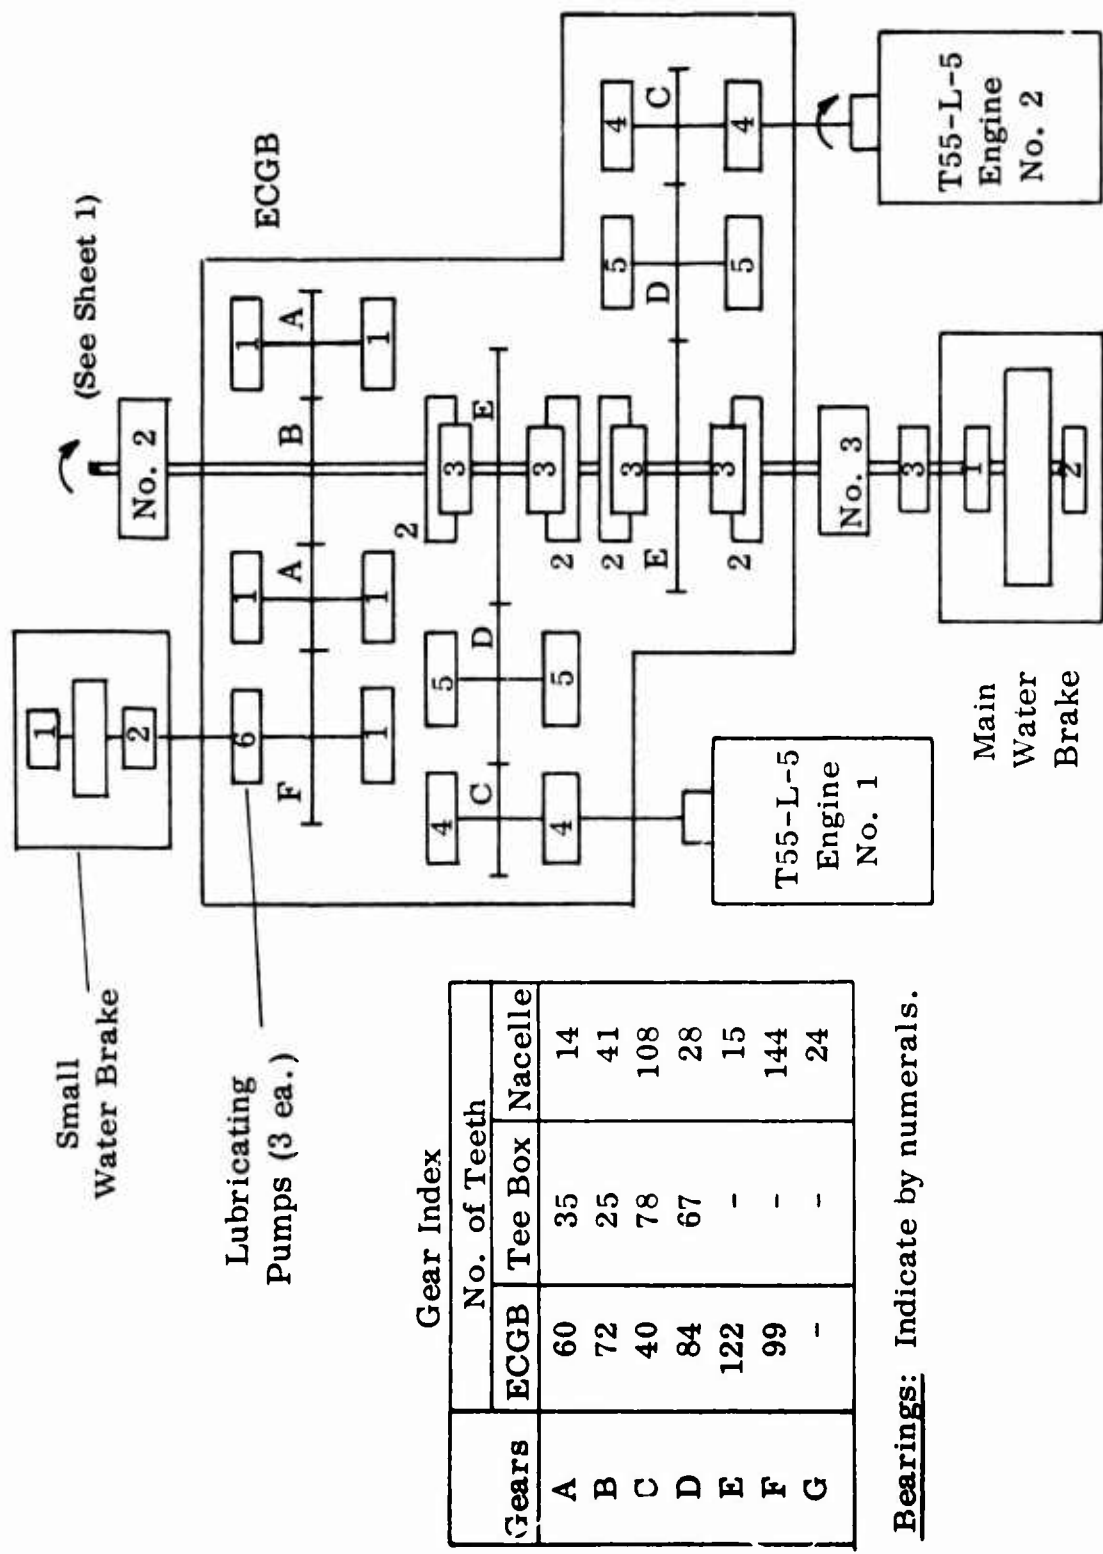 (See Sheet 1)
No. 2
ECGB
1
A
1
B
1
A
1
6
F
1
1
2
Small
Water Brake
Lubricating
Pumps (3 ea.)
2
3
E
3
2
D
5
5
C
4
4
2
3
E
3
2
D
5
5
C
4
4
No. 3
3
1
2
Main
Water
Brake
T55-L-5
Engine
No. 1
T55-L-5
Engine
No. 2
Gear Index
No. of Teeth
Gears ECGB Tee Box Nacelle
A 60 35 14
B 72 25 41
C 40 78 108
D 84 67 28
E 122 - 15
F 99 - 144
G - - 24
Bearings: Indicate by numerals.